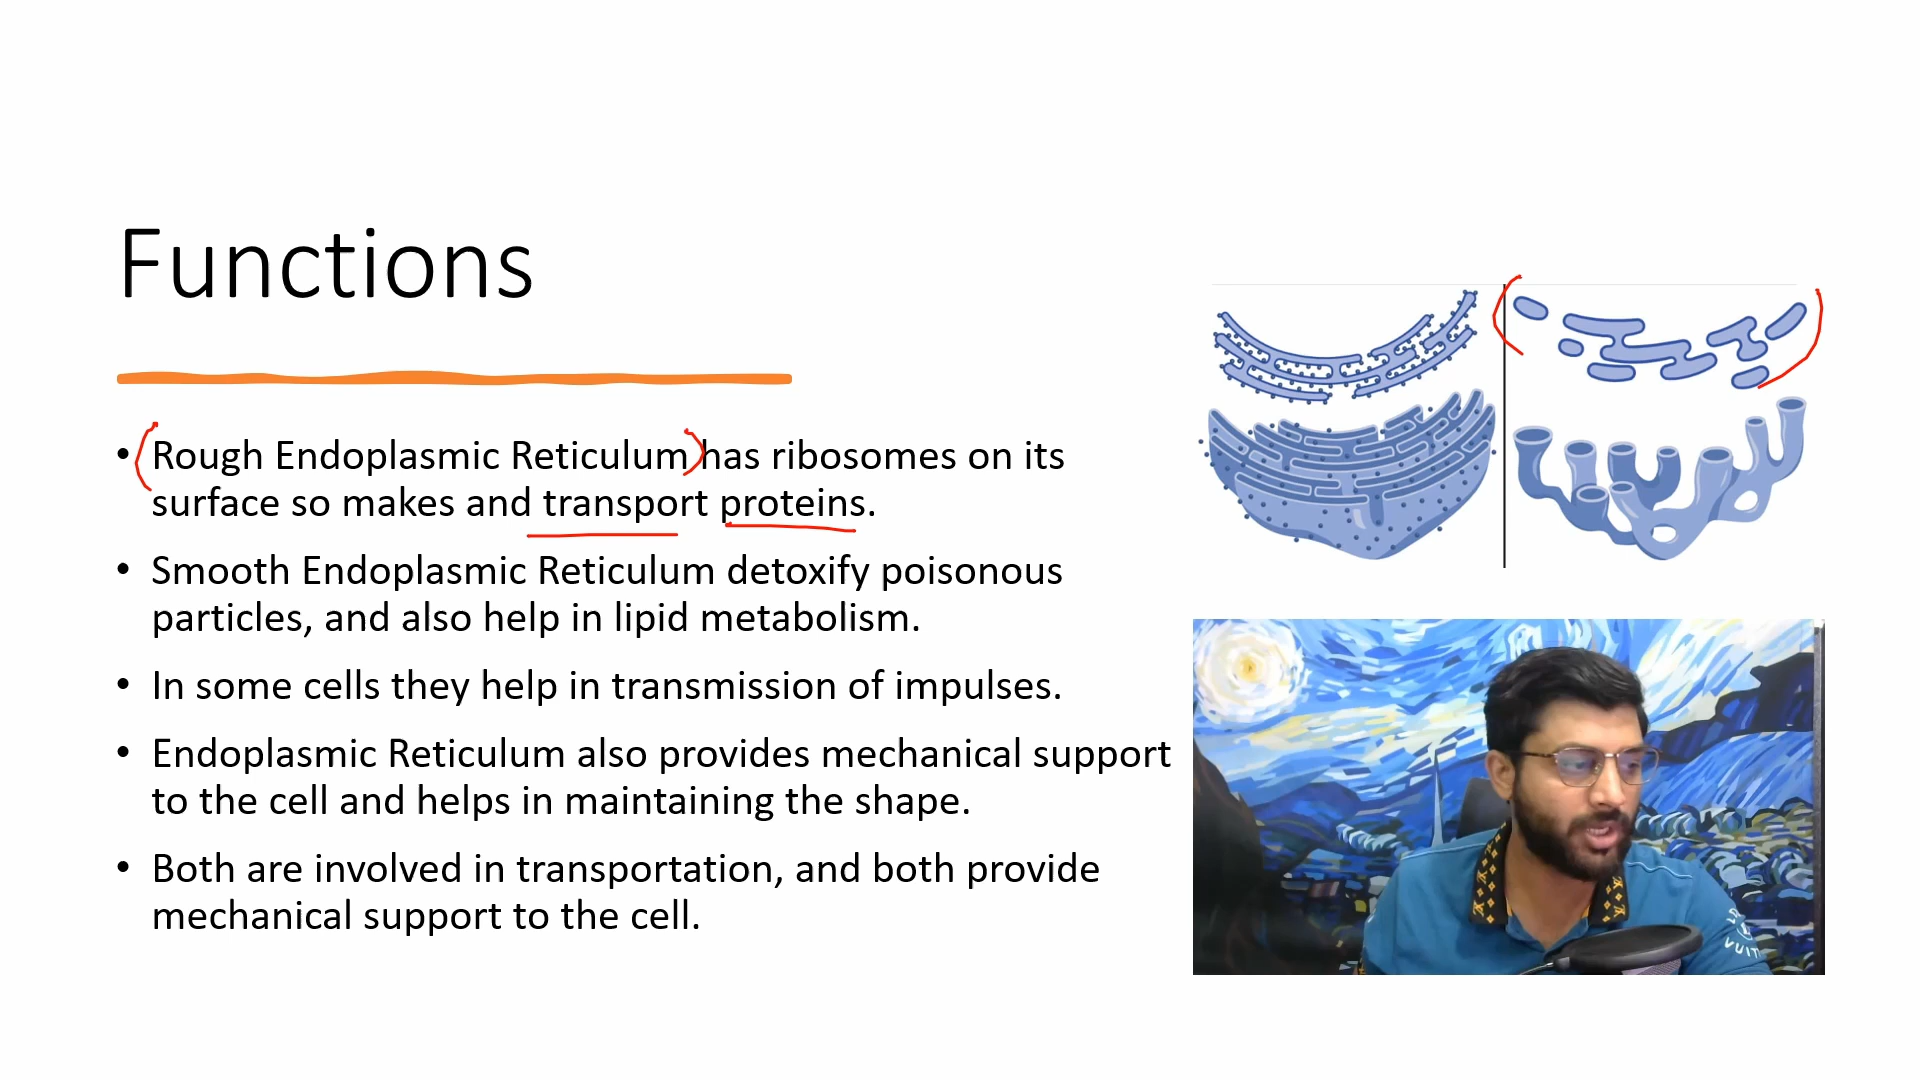 Functions
• Rough Endoplasmic Reticulum has ribosomes on its
surface so makes and transport proteins.
• Smooth Endoplasmic Reticulum detoxify poisonous
particles, and also help in lipid metabolism.
• In some cells they help in transmission of impulses.
• Endoplasmic Reticulum also provides mechanical support
to the cell and helps in maintaining the shape.
• Both are involved in transportation, and both provide
mechanical support to the cell.